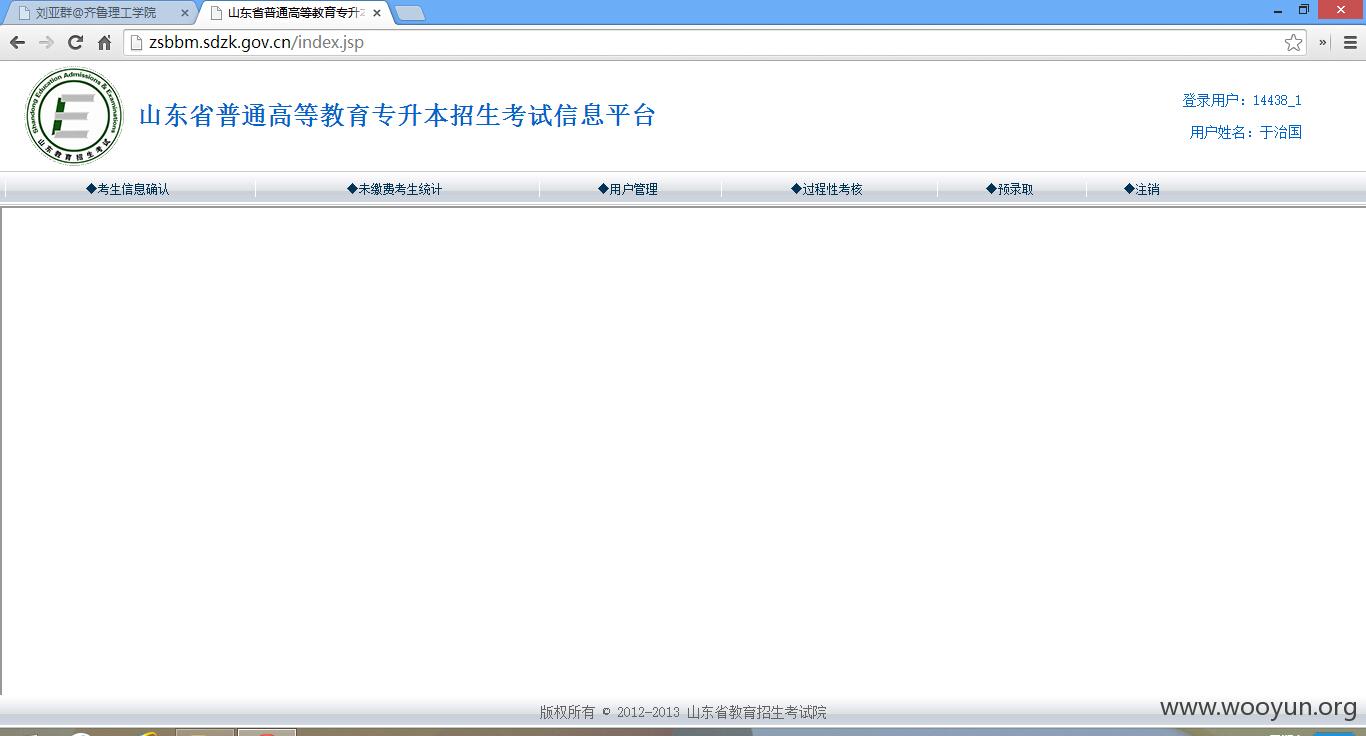 刘亚群@齐鲁理工学院
山东省普通高等教育专升
zsbbm.sdzk.gov.cn/index.jsp
Shandong Education Admissions & Examinations
山东教育招生考试
山东省普通高等教育专升本招生考试信息平台
登录用户：14438_1
用户姓名：于治国
◆考生信息确认 ◆未缴费考生统计 ◆用户管理 ◆过程性考核 ◆预录取 ◆注销
版权所有 © 2012-2013 山东省教育招生考试院
www.wooyun.org